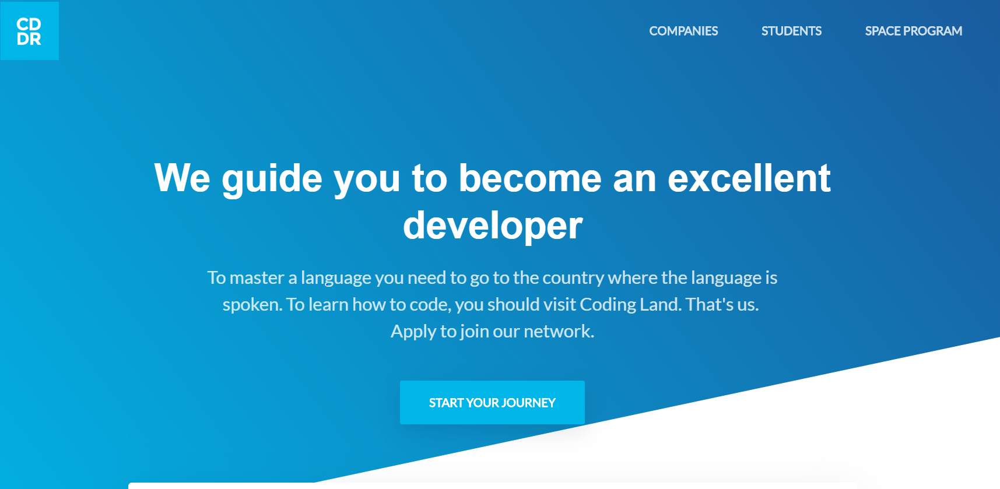 CD
DR
COMPANIES STUDENTS SPACE PROGRAM
We guide you to become an excellent
developer
To master a language you need to go to the country where the language is
spoken. To learn how to code, you should visit Coding Land. That's us.
Apply to join our network.
START YOUR JOURNEY